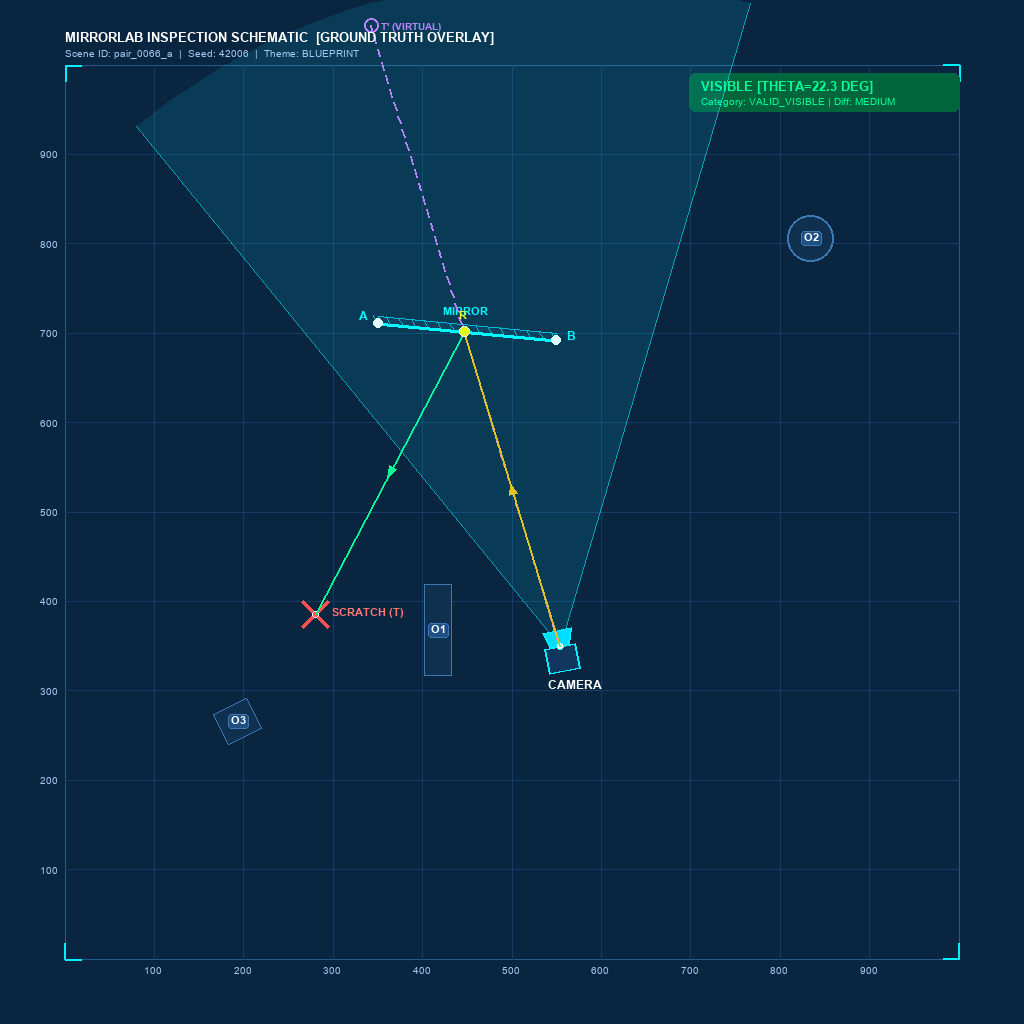 T' (VIRTUAL)
MIRRORLAB INSPECTION SCHEMATIC [GROUND TRUTH OVERLAY]
Scene ID: pair_0066_a | Seed: 42006 | Theme: BLUEPRINT
VISIBLE [THETA=22.3 DEG]
Category: VALID_VISIBLE | Diff: MEDIUM
900
O2
800
MIRROR
A
R
B
700
600
500
400
SCRATCH (T)
O1
CAMERA
300
O3
200
100
100 200 300 400 500 600 700 800 900